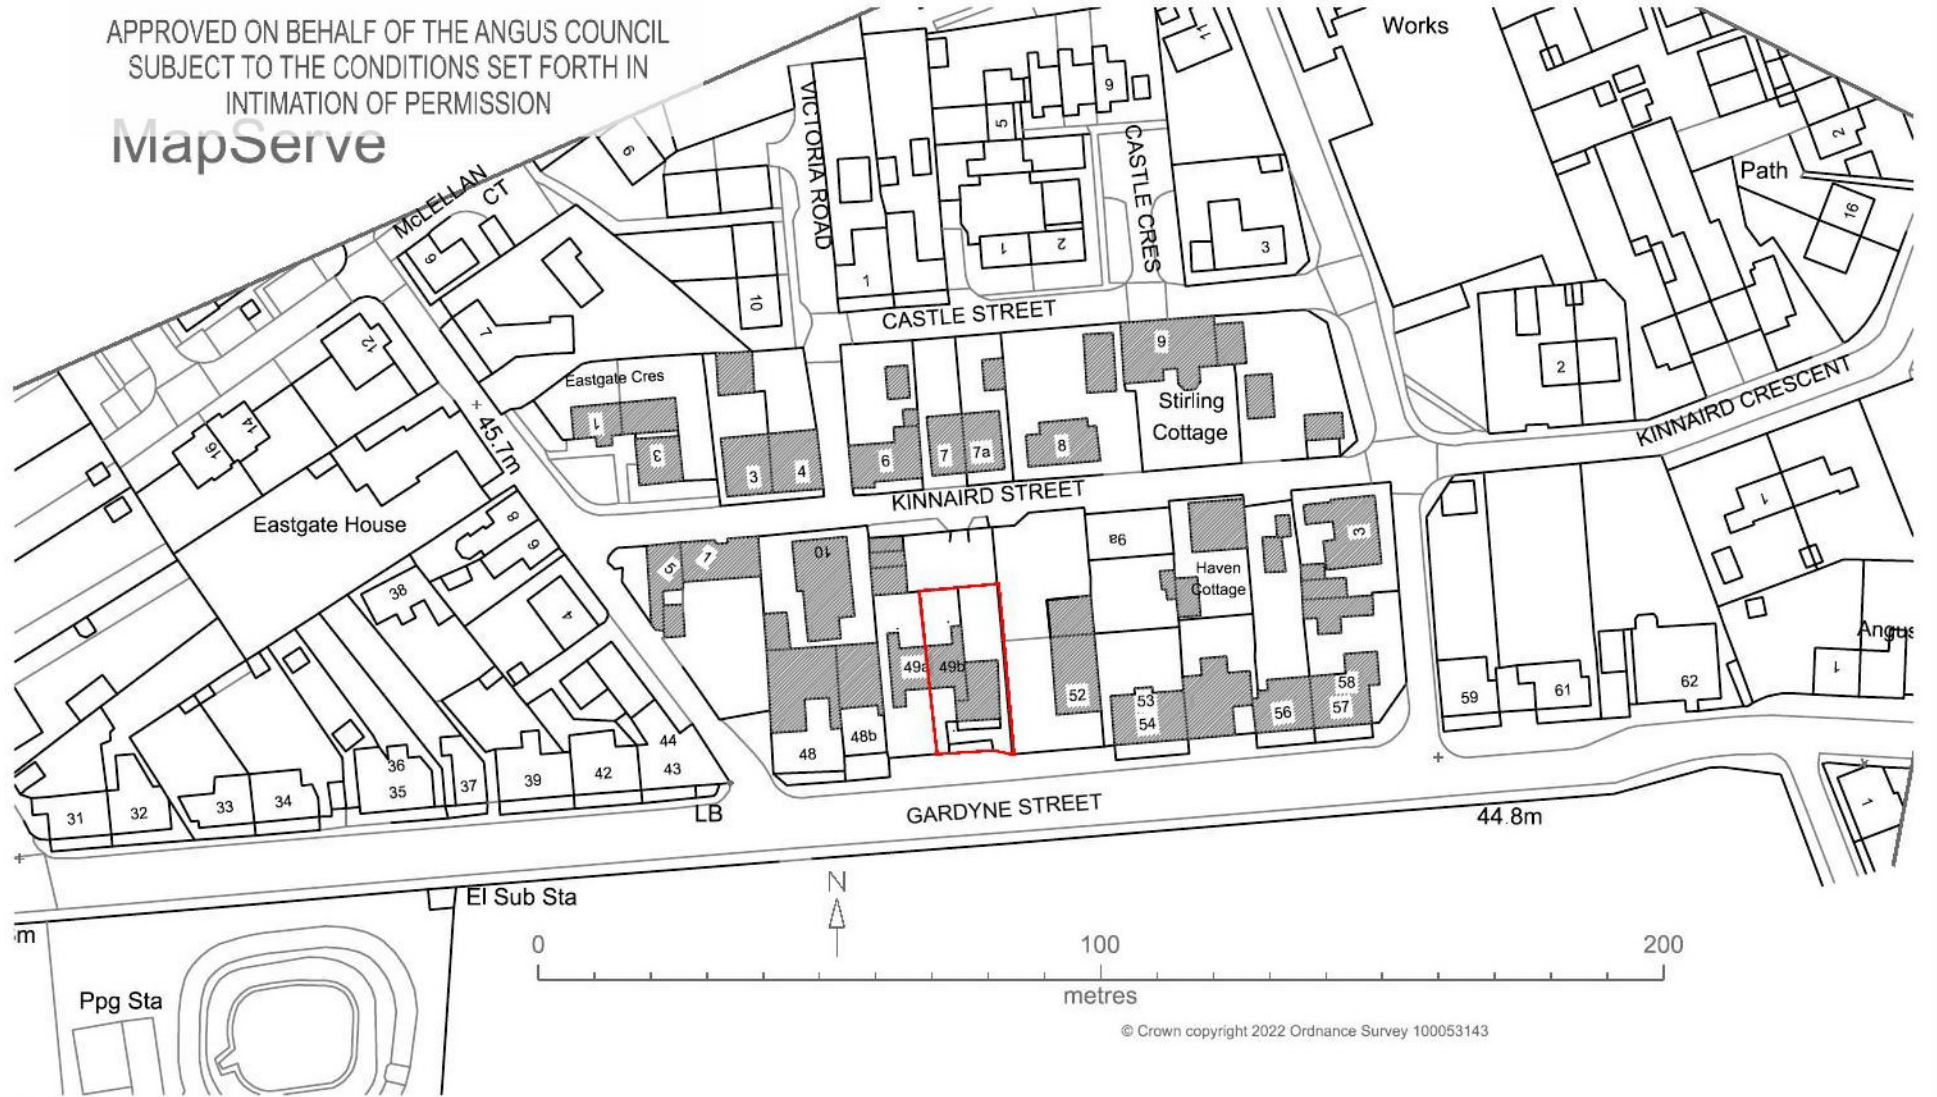 APPROVED ON BEHALF OF THE ANGUS COUNCIL
SUBJECT TO THE CONDITIONS SET FORTH IN
INTIMATION OF PERMISSION
MapServe
Works
11
9
5
9
VICTORIA ROAD
CASTLE CRES
2
Path
16
McLELLAN
CT
9
1
1
2
3
10
7
CASTLE STREET
12
9
Stirling
Cottage
2
KINNAIRD CRESCENT
Eastgate Cres
1
3
45.7m
14
16
3
4
6
7
7a
8
KINNAIRD STREET
Eastgate House
8
6
38
4
5
1
10
9a
Haven
Cottage
3
1
Angus
1
49a
49b
52
53
54
56
58
57
59
61
62
48
48b
44
43
42
39
37
36
35
34
33
32
31
LB
GARDYNE STREET
44.8m
1
El Sub Sta
m
N
0
100
200
metres
Ppg Sta
© Crown copyright 2022 Ordnance Survey 100053143